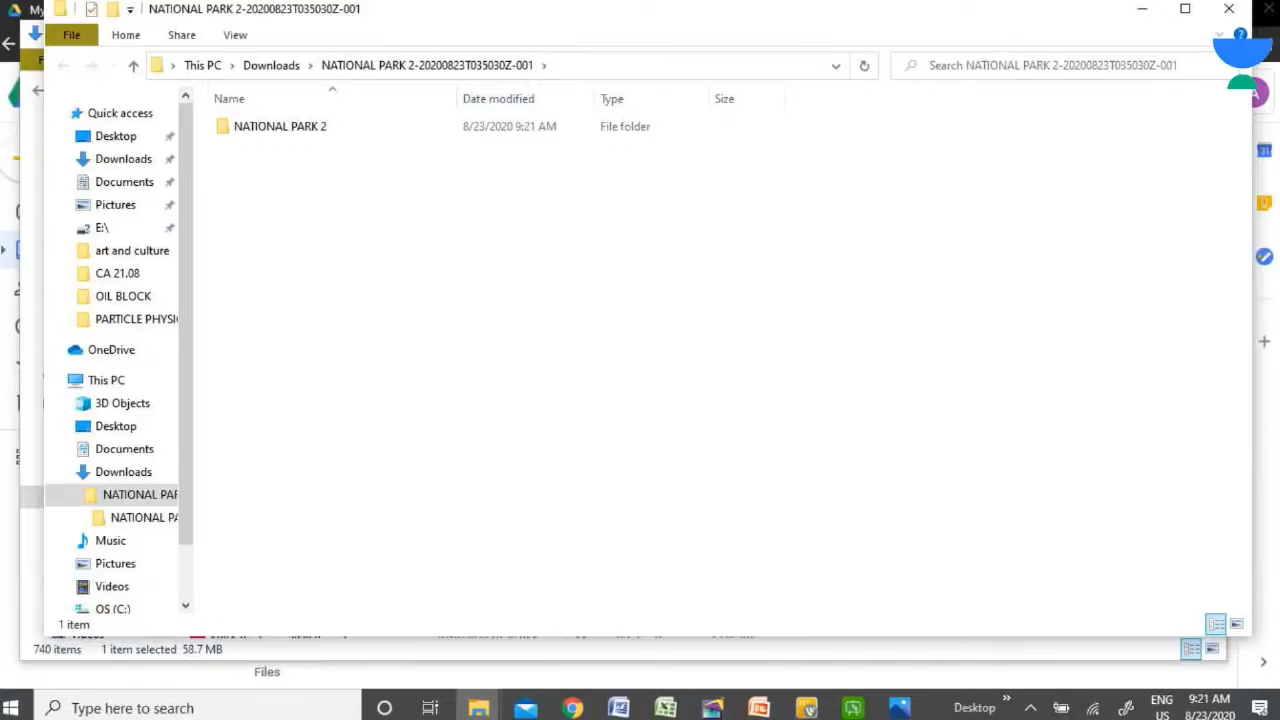 My
NATIONAL PARK 2-20200823T035030Z-001
File
Home
Share
View
This PC
Downloads
NATIONAL PARK 2-20200823T035030Z-001
Search NATIONAL PARK 2-20200823T035030Z-001
Name
Date modified
Type
Size
NATIONAL PARK 2
8/23/2020 9:21 AM
File folder
Quick access
Desktop
Downloads
Documents
Pictures
E:\
art and culture
CA 21.08
OIL BLOCK
PARTICLE PHYSI
OneDrive
This PC
3D Objects
Desktop
Documents
Downloads
NATIONAL PAR
NATIONAL PA
Music
Pictures
Videos
OS (C:)
1 item
740 items
1 item selected 58.7 MB
Files
Type here to search
Desktop
ENG
US
9:21 AM
8/23/2020